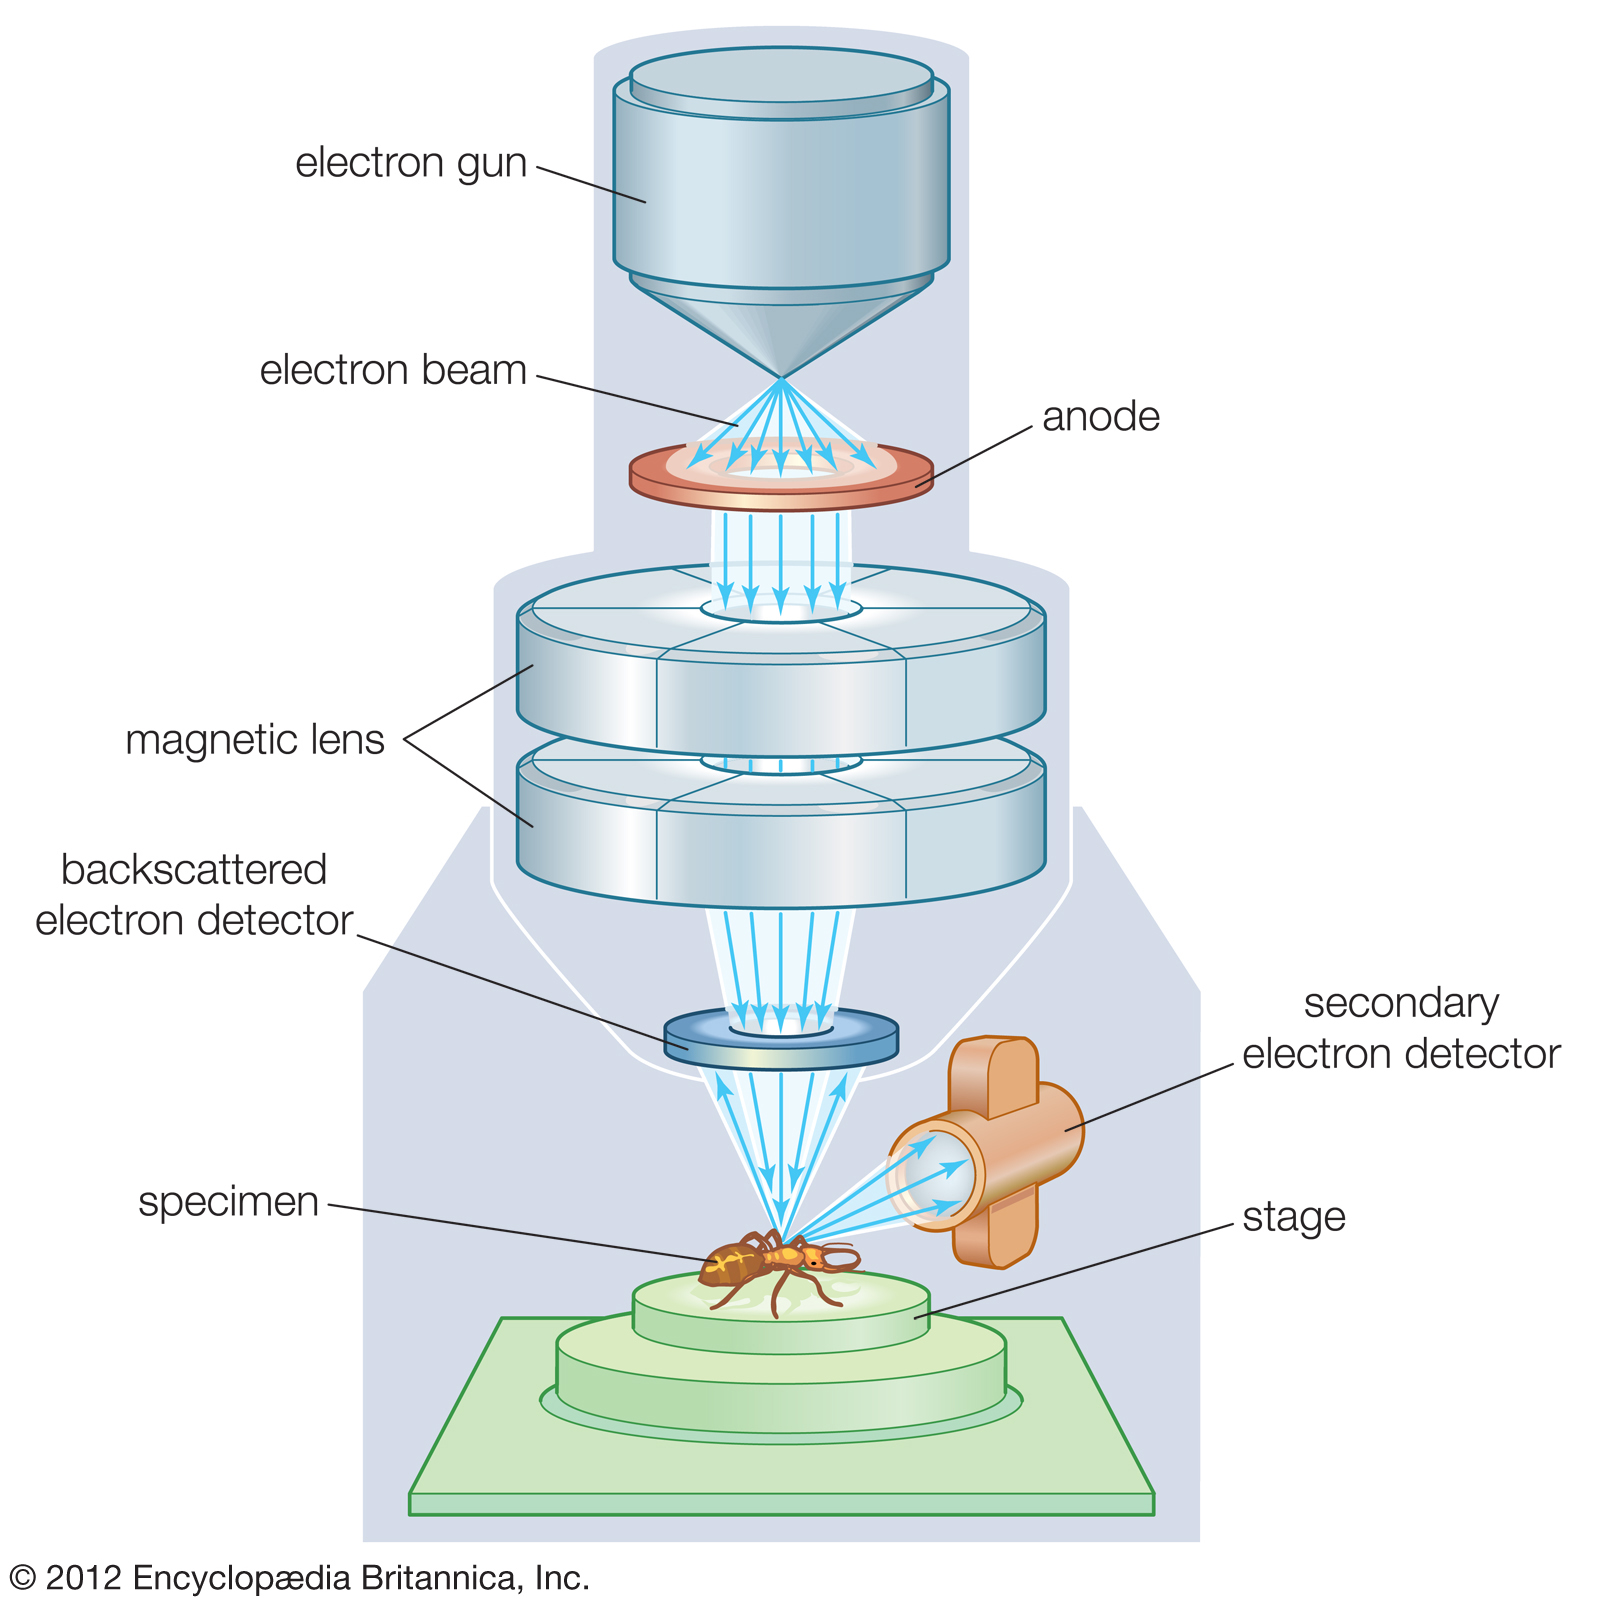 electron gun
electron beam
anode
magnetic lens
backscattered
electron detector
secondary
electron detector
specimen
stage
© 2012 Encyclopædia Britannica, Inc.